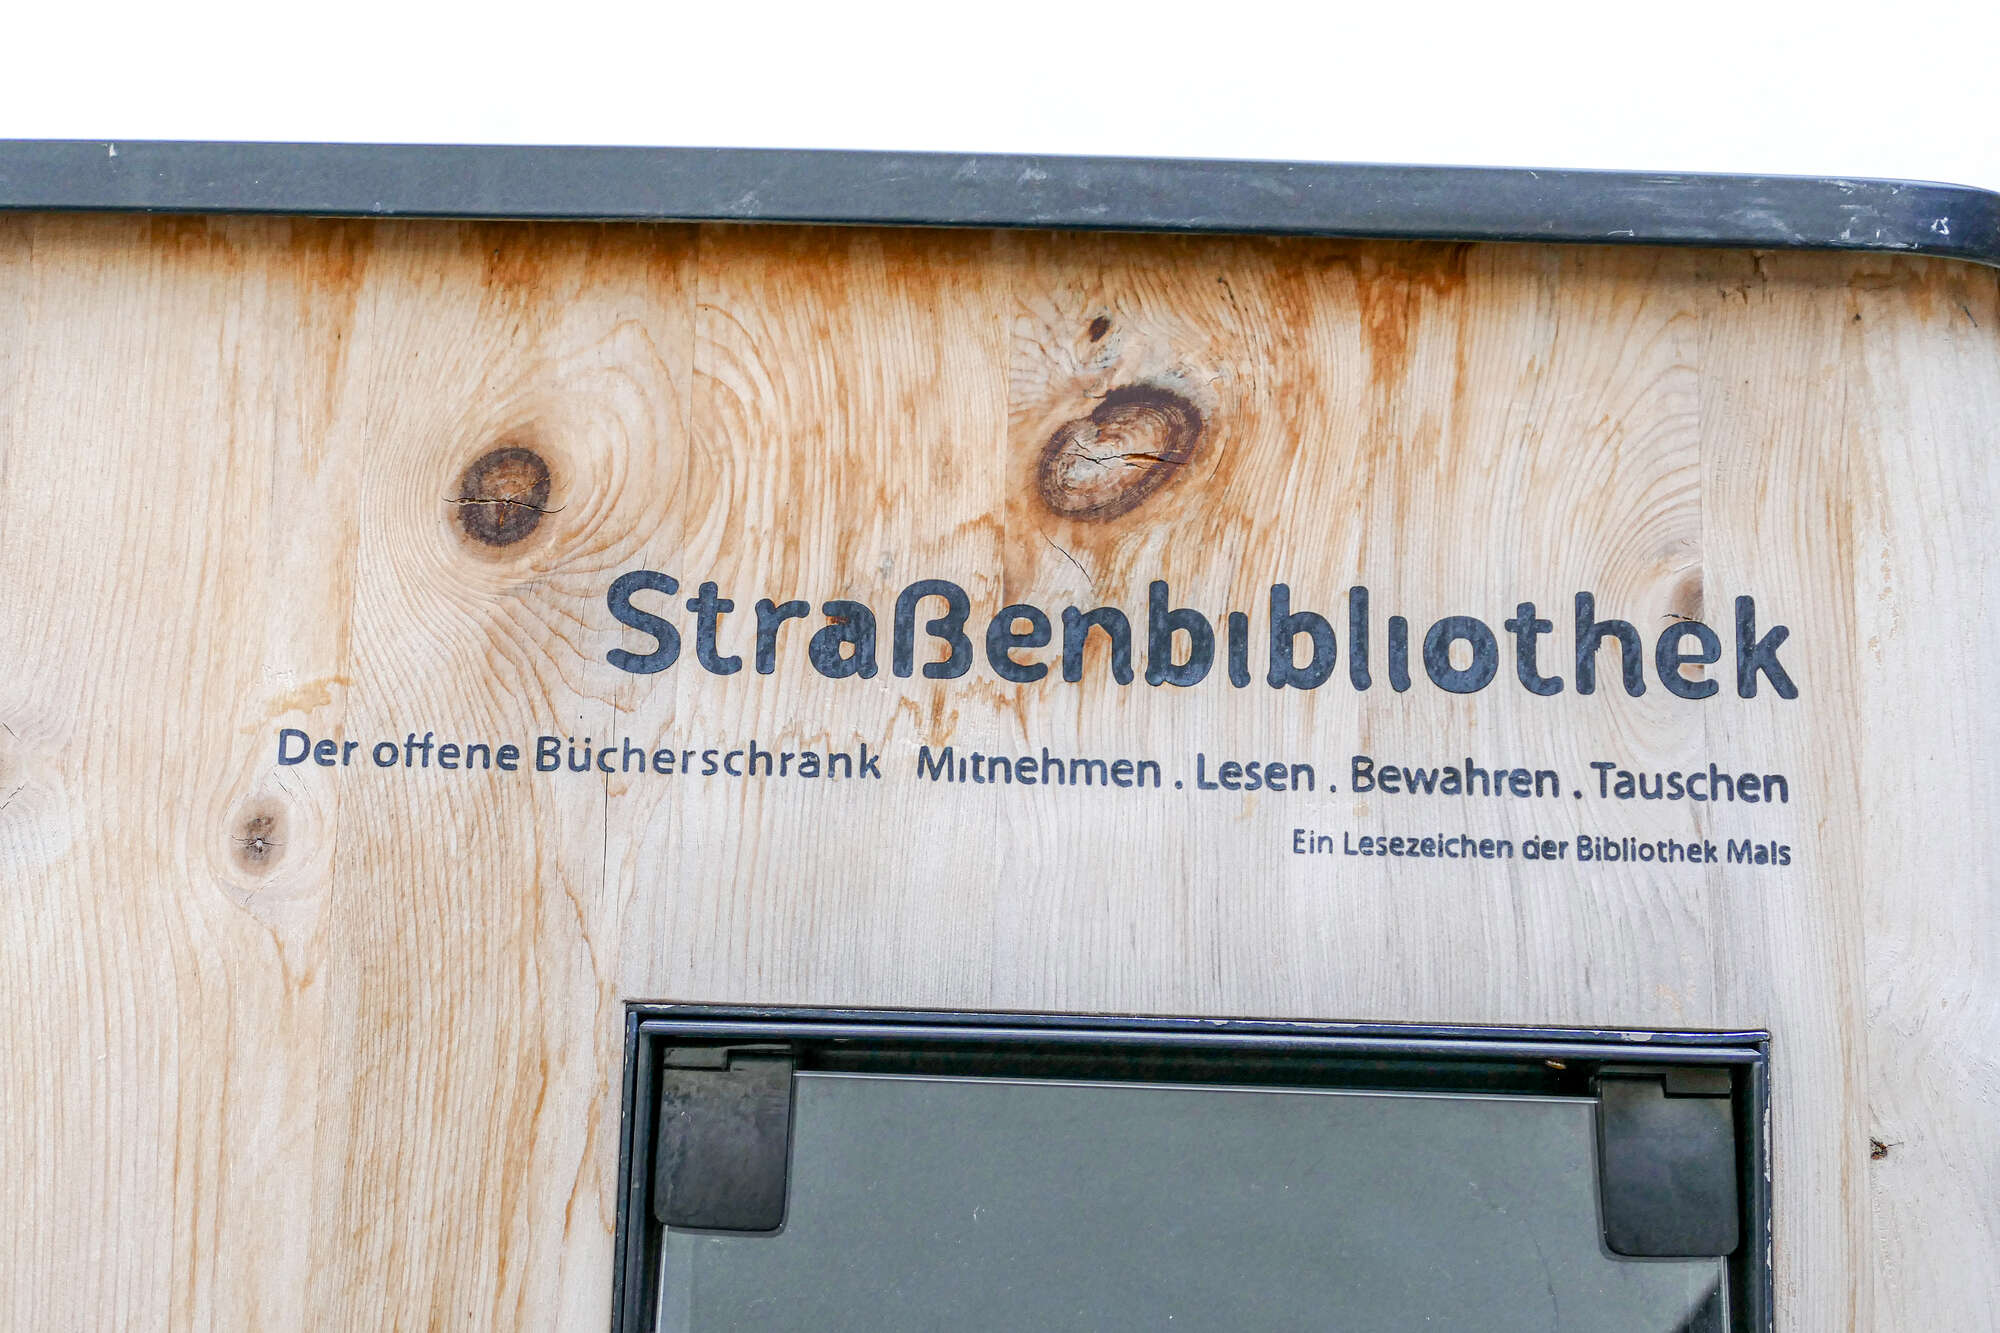 Straßenbibliothek
Der offene Bücherschrank Mitnehmen . Lesen . Bewahren . Tauschen
Ein Lesezeichen der Bibliothek Mals